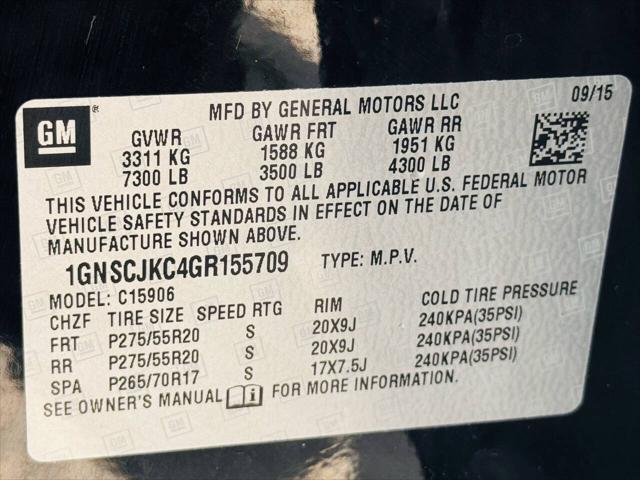 GM ®
MFD BY GENERAL MOTORS LLC 09/15
GVWR GAWR FRT GAWR RR
3311 KG 1588 KG 1951 KG
7300 LB 3500 LB 4300 LB
THIS VEHICLE CONFORMS TO ALL APPLICABLE U.S. FEDERAL MOTOR
VEHICLE SAFETY STANDARDS IN EFFECT ON THE DATE OF
MANUFACTURE SHOWN ABOVE.
1GNSCJKC4GR155709 TYPE: M.P.V.
MODEL: C15906
CHZF TIRE SIZE SPEED RTG RIM COLD TIRE PRESSURE
FRT P275/55R20 S 20X9J 240KPA(35PSI)
RR P275/55R20 S 20X9J 240KPA(35PSI)
SPA P265/70R17 S 17X7.5J 240KPA(35PSI)
SEE OWNER'S MANUAL i FOR MORE INFORMATION.